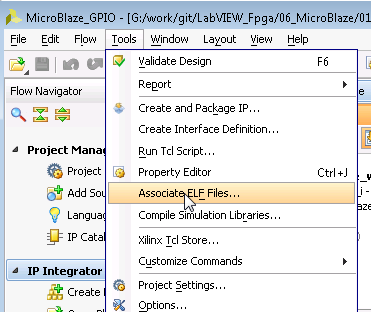 MicroBlaze_GPIO - [G:/work/git/LabVIEW_Fpga/06_MicroBlaze/01
File Edit Flow Tools Window Layout View Help
Flow Navigator
Project Manag
Project
Add Sou
Langua
IP Catal
IP Integrator
Create
Validate Design F6
Report
Create and Package IP...
Create Interface Definition...
Run Tcl Script...
Property Editor Ctrl+J
Associate ELF Files...
Compile Simulation Libraries...
Xilinx Tcl Store...
Customize Commands
Project Settings...
Options...